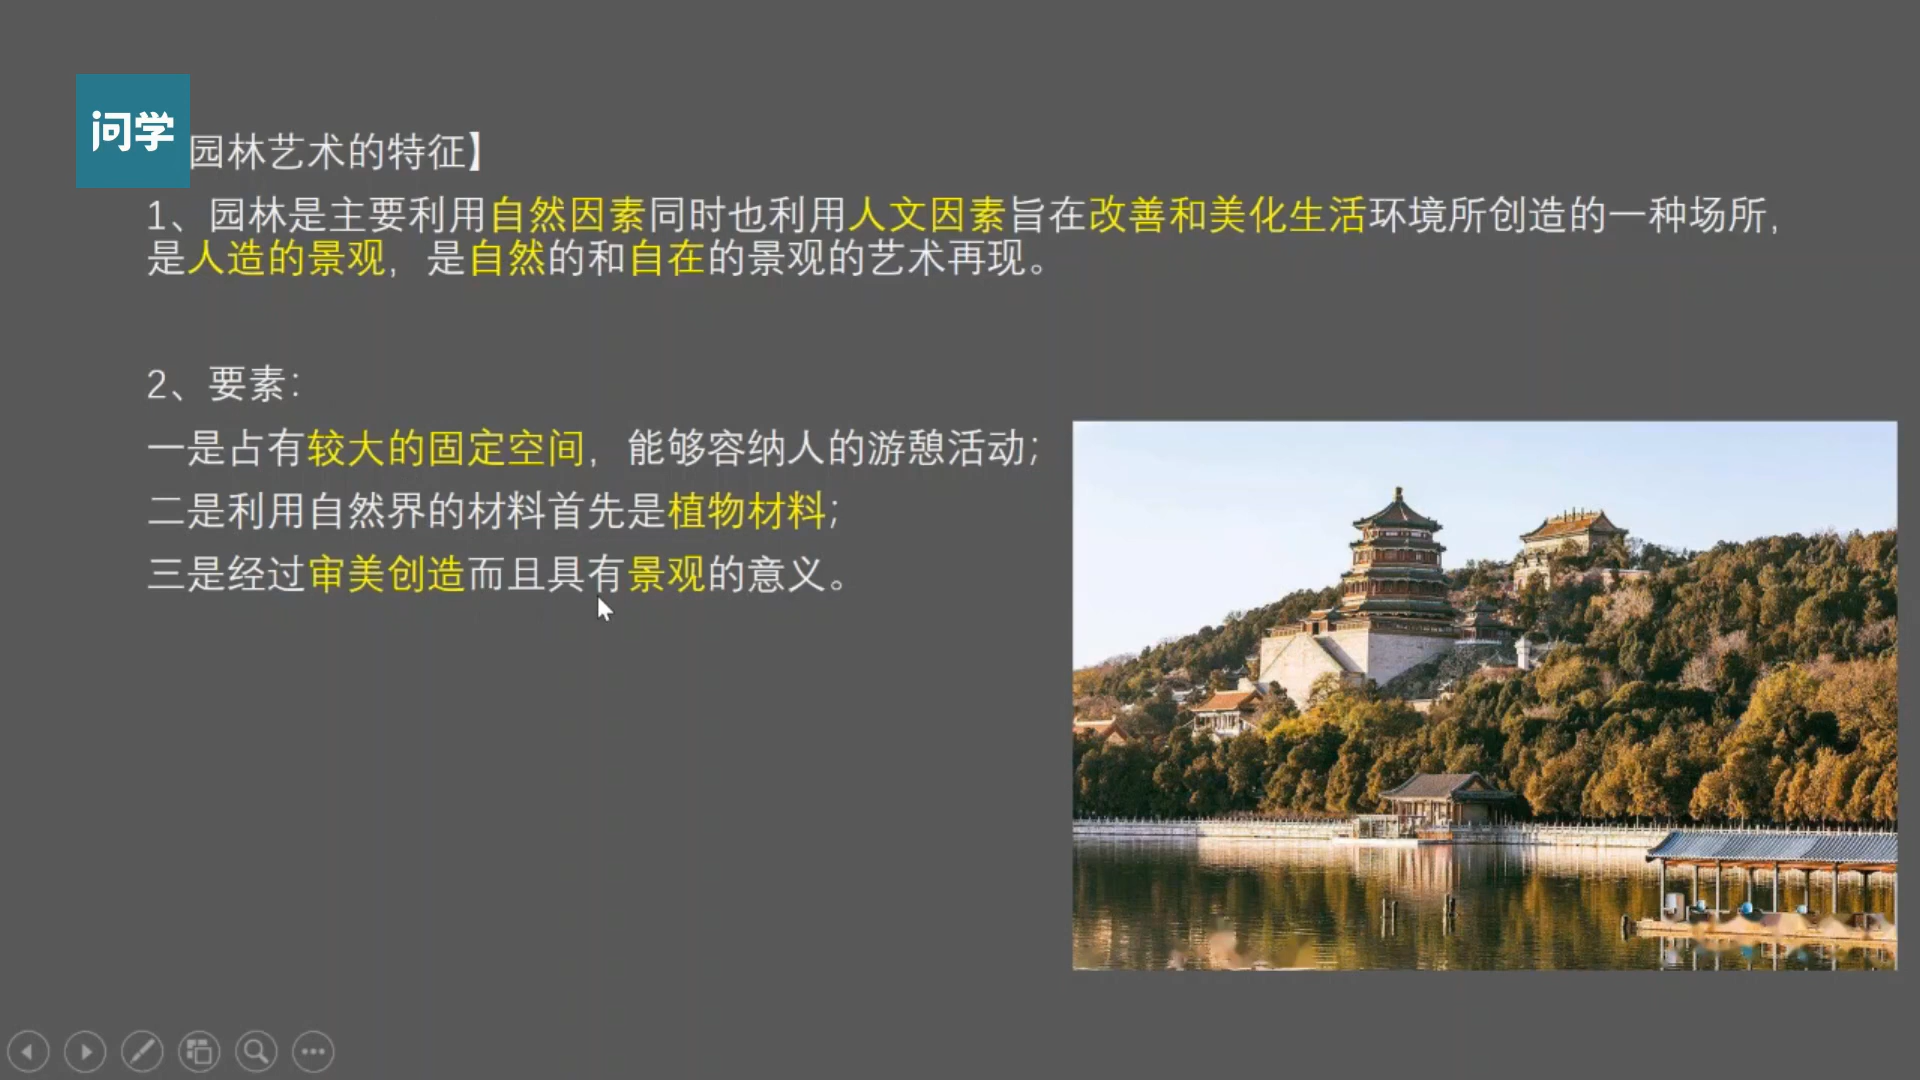 问学
园林艺术的特征】
1、园林是主要利用自然因素同时也利用人文因素旨在改善和美化生活环境所创造的一种场所,
是人造的景观, 是自然的和自在的景观的艺术再现。
2、要素:
一是占有较大的固定空间, 能够容纳人的游憩活动;
二是利用自然界的材料首先是植物材料;
三是经过审美创造而且具有景观的意义。